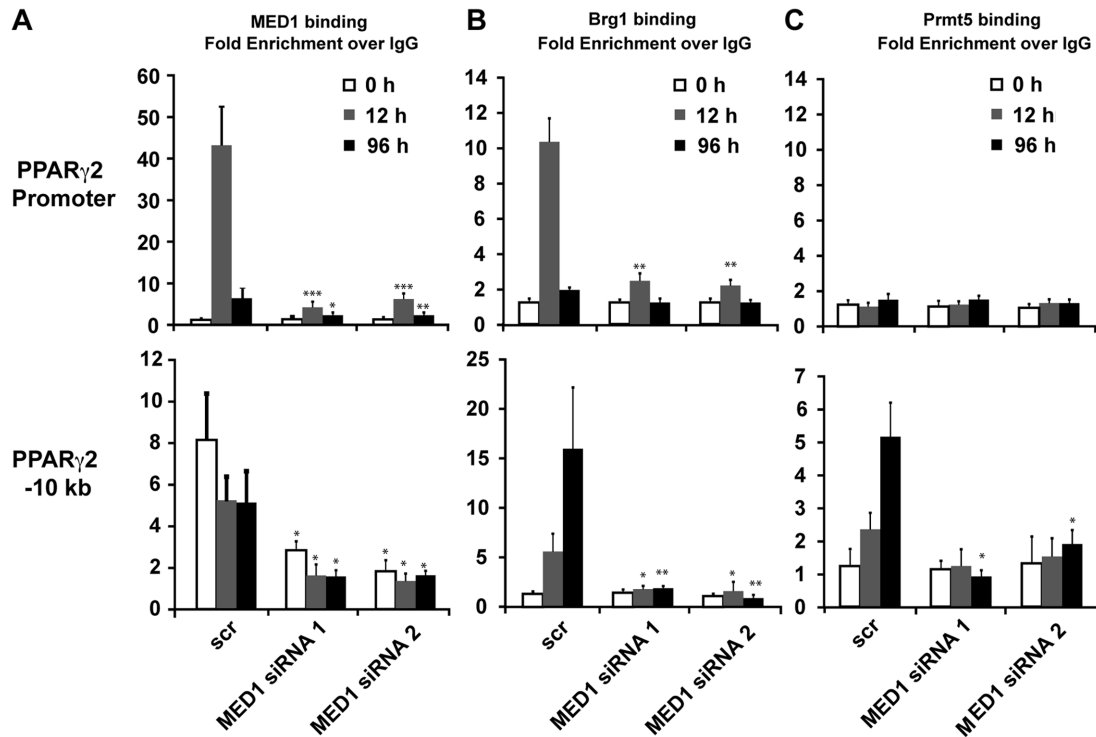 A
MED1 binding
Fold Enrichment over IgG
B
Brg1 binding
Fold Enrichment over IgG
C
Prmt5 binding
Fold Enrichment over IgG
PPARγ2
Promoter
60
50
40
30
20
10
0
0 h
12 h
96 h
***
*
***
**
14
12
10
8
6
4
2
0
0 h
12 h
96 h
**
**
14
12
10
8
6
4
2
0
0 h
12 h
96 h
PPARγ2
-10 kb
12
10
8
6
4
2
0
*
*
*
*
*
*
scr
MED1 siRNA 1
MED1 siRNA 2
25
20
15
10
5
0
*
**
*
**
scr
MED1 siRNA 1
MED1 siRNA 2
7
6
5
4
3
2
1
0
*
*
scr
MED1 siRNA 1
M ED1 siRNA 2